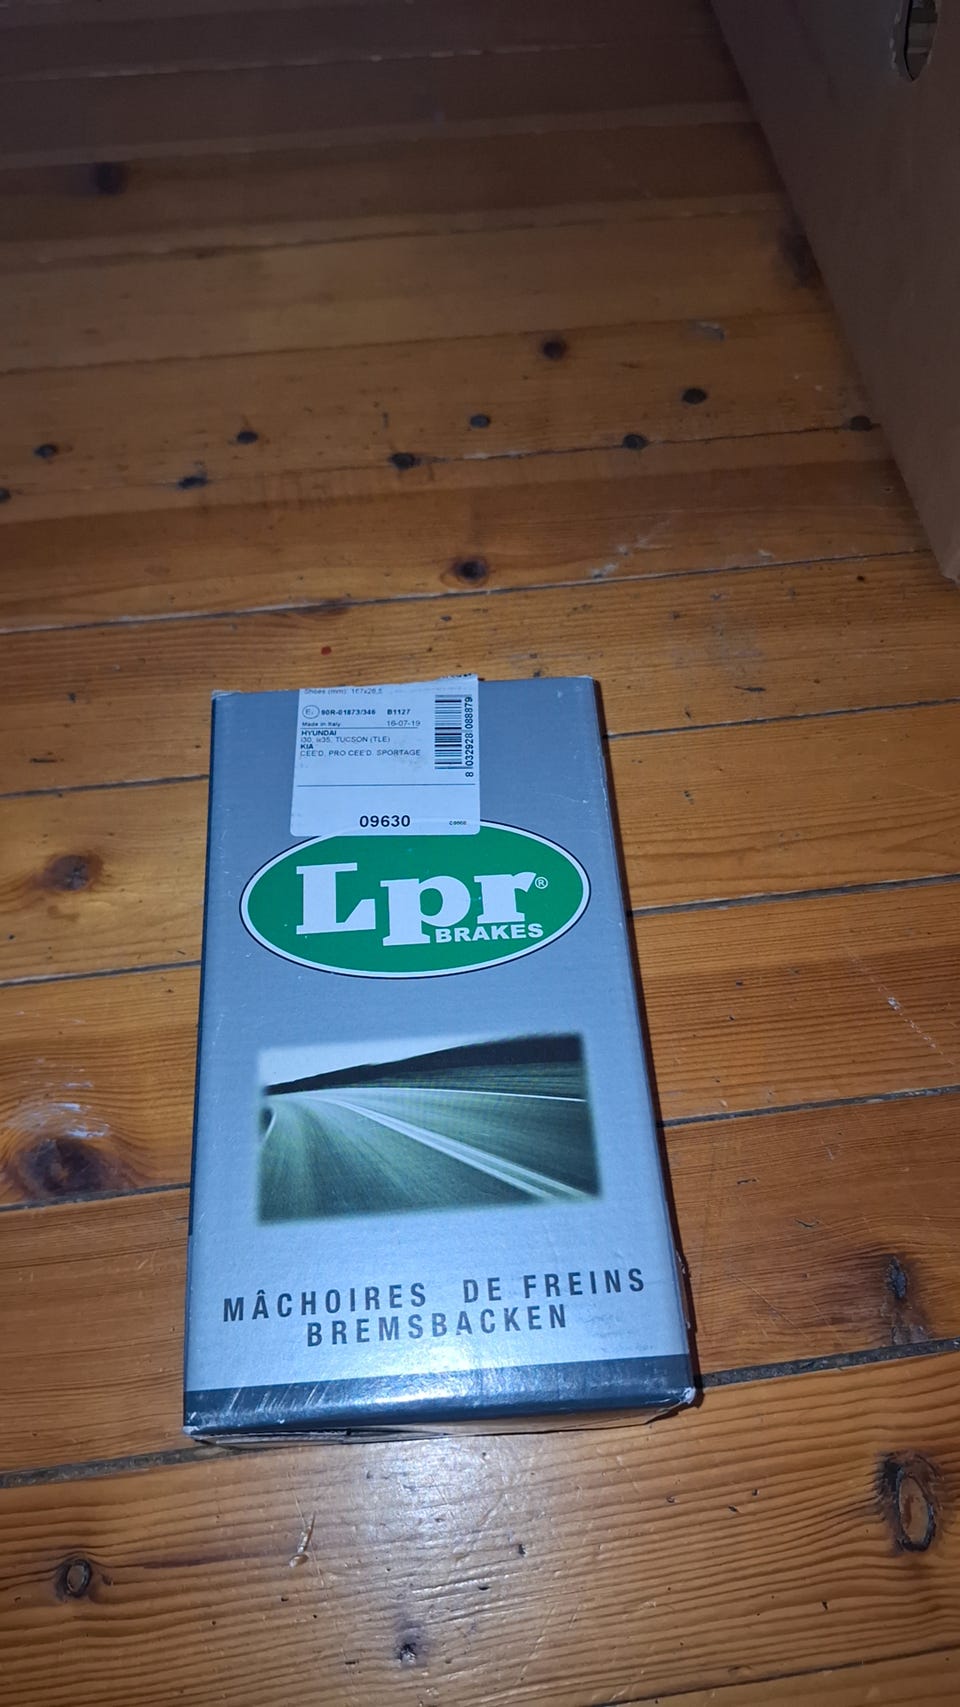 Shoes (mm): 167x26,5
90R-01873/346 B1127
Made in Italy 16-07-19
HYUNDAI
i30, ix35, TUCSON (TLE)
KIA
CEE'D, PRO CEE'D, SPORTAGE
8 032928 088879
09630
Lpr®
BRAKES
MÂCHOIRES DE FREINS
BREMSBACKEN